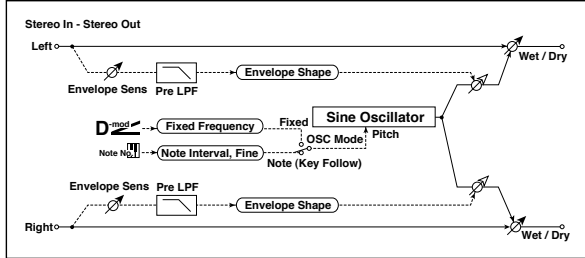 Stereo In - Stereo Out
Left
Wet / Dry
Envelope Sens
Pre LPF
Envelope Shape
D-mod
Fixed Frequency
Fixed
Sine Oscillator
OSC Mode
Pitch
Note No.
Note Interval, Fine
Note (Key Follow)
Envelope Sens
Pre LPF
Envelope Shape
Right
Wet / Dry